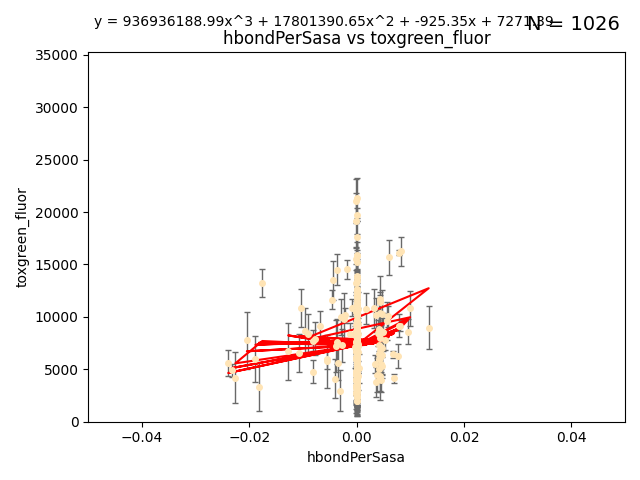 y = 936936188.99x^3 + 17801390.65x^2 + -925.35x + 7271.39
N = 1026
hbondPerSasa vs toxgreen_fluor
35000
30000
25000
20000
15000
10000
5000
0
toxgreen_fluor
−0.04
−0.02
0.00
0.02
0.04
hbondPerSasa